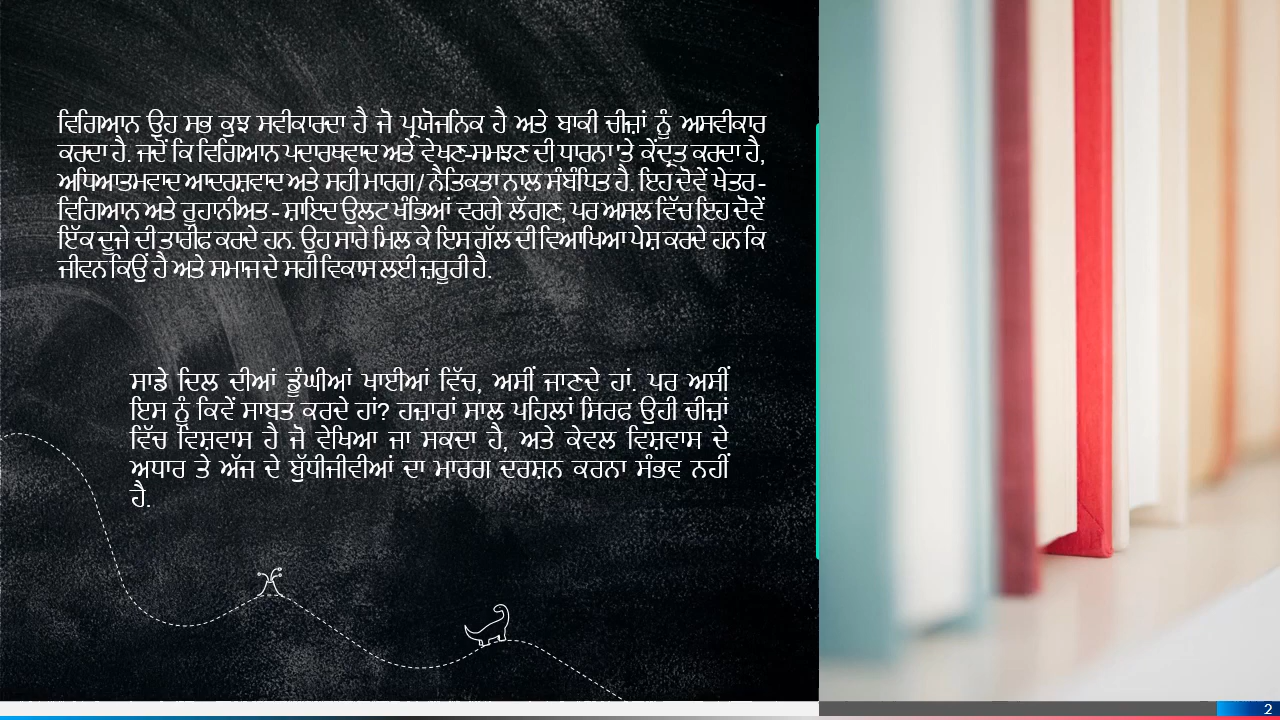 ਵਿਗਿਆਨ ਉਹ ਸਭ ਕੁਝ ਸਵੀਕਾਰਦਾ ਹੈ ਜੋ ਪ੍ਰਯੋਜਨਿਕ ਹੈ ਅਤੇ ਬਾਕੀ ਚੀਜ਼ਾਂ ਨੂੰ ਅਸਵੀਕਾਰ
ਕਰਦਾ ਹੈ. ਜਦੋਂ ਕਿ ਵਿਗਿਆਨ ਪਦਾਰਥਵਾਦ ਅਤੇ ਵੇਖਣ-ਸਮਝਣ ਦੀ ਧਾਰਨਾ 'ਤੇ ਕੇਂਦ੍ਰਤ ਕਰਦਾ ਹੈ,
ਅਧਿਆਤਮਵਾਦ ਆਦਰਸ਼ਵਾਦ ਅਤੇ ਸਹੀ ਮਾਰਗ / ਨੈਤਿਕਤਾ ਨਾਲ ਸੰਬੰਧਿਤ ਹੈ. ਇਹ ਦੋਵੇਂ ਖੇਤਰ -
ਵਿਗਿਆਨ ਅਤੇ ਰੂਹਾਨੀਅਤ - ਸ਼ਾਇਦ ਉਲਟ ਖੰਭਿਆਂ ਵਰਗੇ ਲੱਗਣ, ਪਰ ਅਸਲ ਵਿੱਚ ਇਹ ਦੋਵੇਂ
ਇੱਕ ਦੂਜੇ ਦੀ ਤਾਰੀਫ ਕਰਦੇ ਹਨ. ਉਹ ਸਾਰੇ ਮਿਲ ਕੇ ਇਸ ਗੱਲ ਦੀ ਵਿਆਖਿਆ ਪੇਸ਼ ਕਰਦੇ ਹਨ ਕਿ
ਜੀਵਨ ਕਿਉਂ ਹੈ ਅਤੇ ਸਮਾਜ ਦੇ ਸਹੀ ਵਿਕਾਸ ਲਈ ਜ਼ਰੂਰੀ ਹੈ.
ਸਾਡੇ ਦਿਲ ਦੀਆਂ ਡੂੰਘੀਆਂ ਖਾਈਆਂ ਵਿੱਚ, ਅਸੀਂ ਜਾਣਦੇ ਹਾਂ. ਪਰ ਅਸੀਂ
ਇਸ ਨੂੰ ਕਿਵੇਂ ਸਾਬਤ ਕਰਦੇ ਹਾਂ? ਹਜ਼ਾਰਾਂ ਸਾਲ ਪਹਿਲਾਂ ਸਿਰਫ ਉਹੀ ਚੀਜ਼ਾਂ
ਵਿੱਚ ਵਿਸ਼ਵਾਸ ਹੈ ਜੋ ਵੇਖਿਆ ਜਾ ਸਕਦਾ ਹੈ, ਅਤੇ ਕੇਵਲ ਵਿਸ਼ਵਾਸ ਦੇ
ਅਧਾਰ ਤੇ ਅੱਜ ਦੇ ਬੁੱਧੀਜੀਵੀਆਂ ਦਾ ਮਾਰਗ ਦਰਸ਼ਨ ਕਰਨਾ ਸੰਭਵ ਨਹੀਂ
ਹੈ.
2